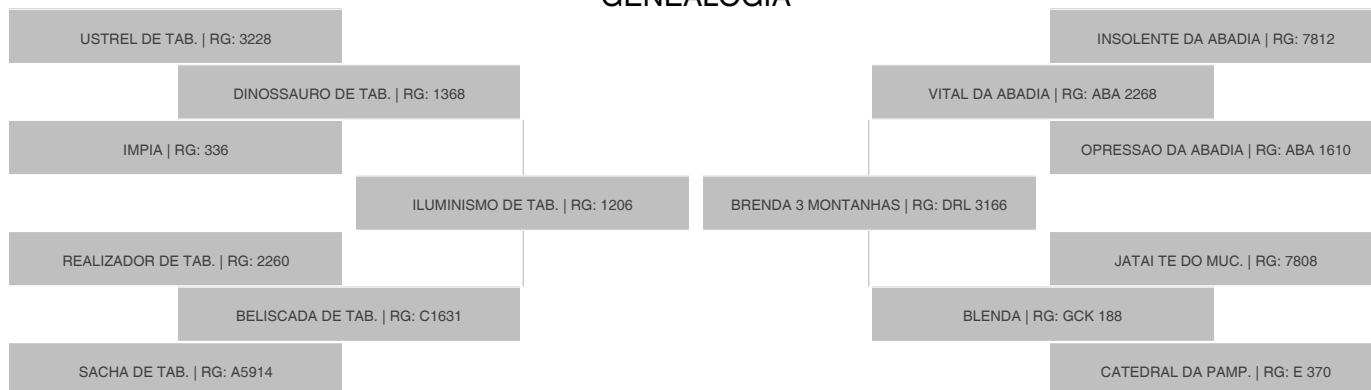 GENEALOGIA
USTREL DE TAB. | RG: 3228
INSOLENTE DA ABADIA | RG: 7812
DINOSSAURO DE TAB. | RG: 1368
VITAL DA ABADIA | RG: ABA 2268
IMPIA | RG: 336
OPRESSAO DA ABADIA | RG: ABA 1610
ILUMINISMO DE TAB. | RG: 1206
BRENDA 3 MONTANHAS | RG: DRL 3166
REALIZADOR DE TAB. | RG: 2260
JATAI TE DO MUC. | RG: 7808
BELISCADA DE TAB. | RG: C1631
BLENDA | RG: GCK 188
SACHA DE TAB. | RG: A5914
CATEDRAL DA PAMP. | RG: E 370